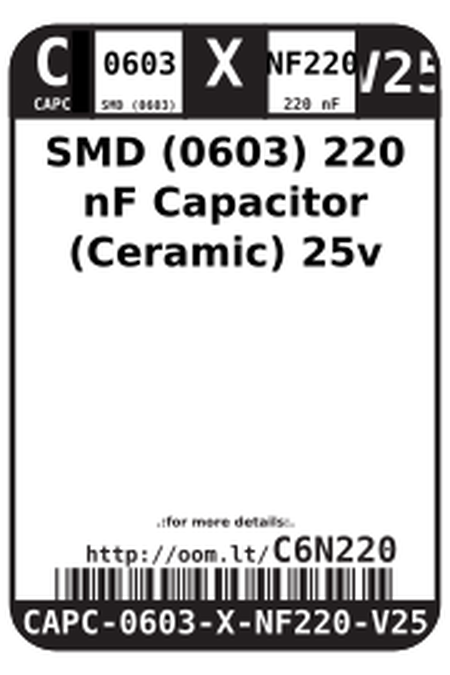 C 0603 X NF220 V25
CAPC SMD (0603) 220 nF
SMD (0603) 220
nF Capacitor
(Ceramic) 25v
.:for more details:.
http://oom.lt/C6N220
CAPC-0603-X-NF220-V25